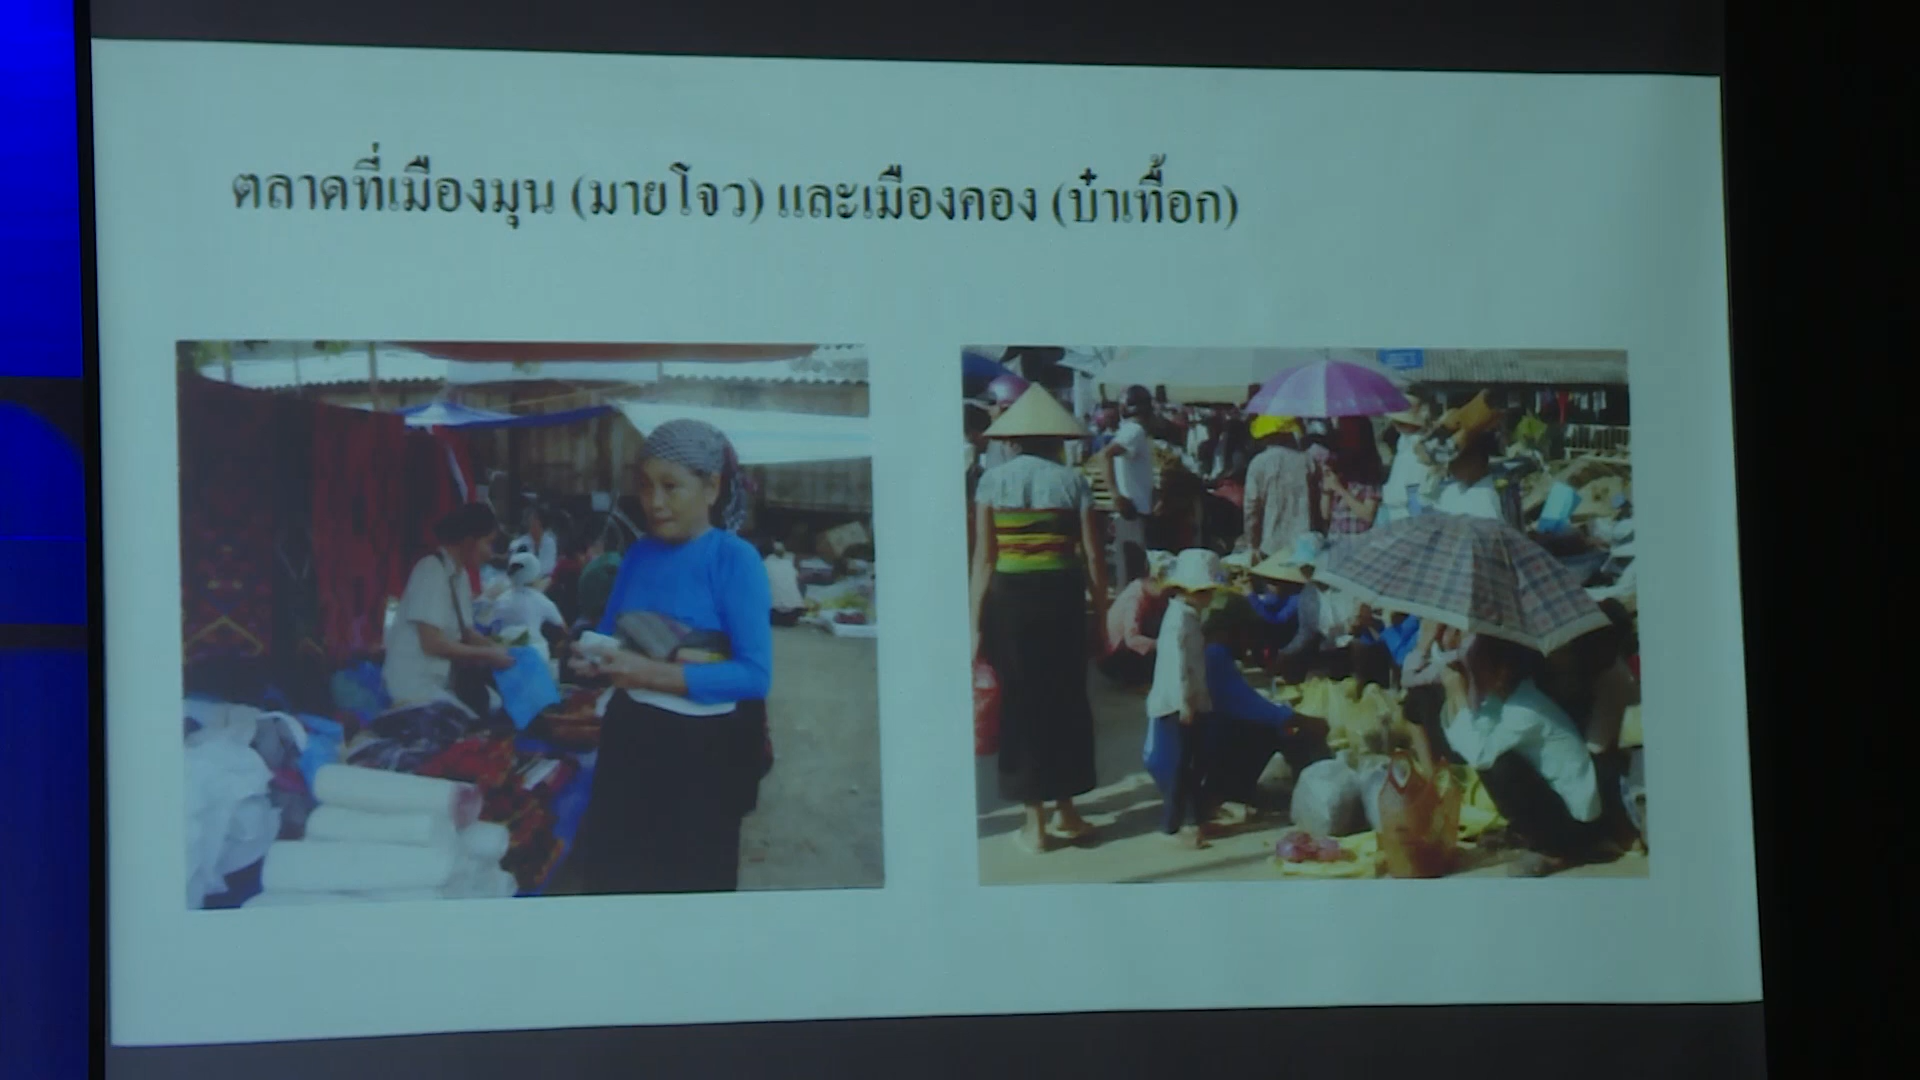 ตลาดที่เมืองมุน (มายโจว) และเมืองคอง (บ๋าเทื้อก)